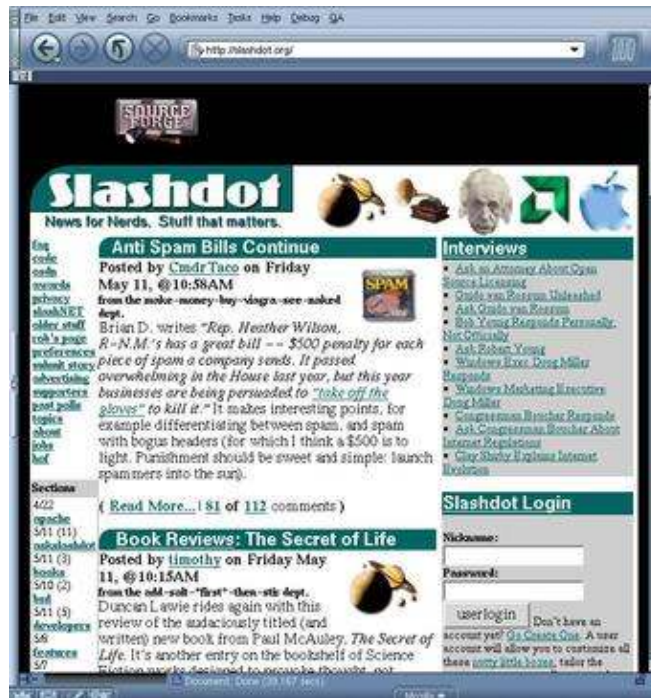 File Edit View Search Go Bookmarks Tasks Help Debug QA
http://slashdot.org/
SOURCE
FORGE
Slashdot
News for Nerds. Stuff that matters.
faq
code
awards
privacy
slashNET
older stuff
rob's page
preferences
submit story
advertising
supporters
past polls
topics
about
jobs
hof
Sections
4/22
apache
5/11 (11)
askslashdot
5/11 (3)
books
5/10 (2)
bsd
5/11 (5)
developers
5/8
features
5/7
Anti Spam Bills Continue
Posted by CmdrTaco on Friday
May 11, @10:58AM
from the make-money-buy-viagra-see-naked
dept.
SPAM
Brian D. writes "Rep. Heather Wilson,
R-N.M.'s has a great bill -- $500 penalty for each
piece of spam a company sends. It passed
overwhelming in the House last year, but this year
businesses are being persuaded to "take off the
gloves" to kill it." It makes interesting points, for
example differentiating between spam, and spam
with bogus headers (for which I think a $500 is to
light. Punishment should be sweet and simple: launch
spammers into the sun).
( Read More... | 81 of 112 comments )
Book Reviews: The Secret of Life
Posted by timothy on Friday May
11, @10:15AM
from the add-salt-*first*-then-stir dept.
Duncan Lawie rides again with this
review of the audaciously titled (and
written) new book from Paul McAuley. The Secret of
Life. It's another entry on the bookshelf of Science
Fiction works designed to provoke thought, not
Interviews
Ask an Attorney About Open
Source Licensing
Guido van Rossum Unleashed
Ask Guido van Rossum
Bob Young Responds Personally,
Not Officially
Ask Robert Young
Windows Exec Doug Miller
Responds
Windows Marketing Executive
Doug Miller
Congressman Boucher Responds
Ask Congressman Boucher About
Internet Regulations
Clay Shirky Explains Internet
Evolution
Slashdot Login
Nickname:
Password:
userlogin
Don't have an
account yet? Go Create One. A user
account will allow you to customize all
these nutty little boxes, tailor the
Document: Done (39.167 secs)